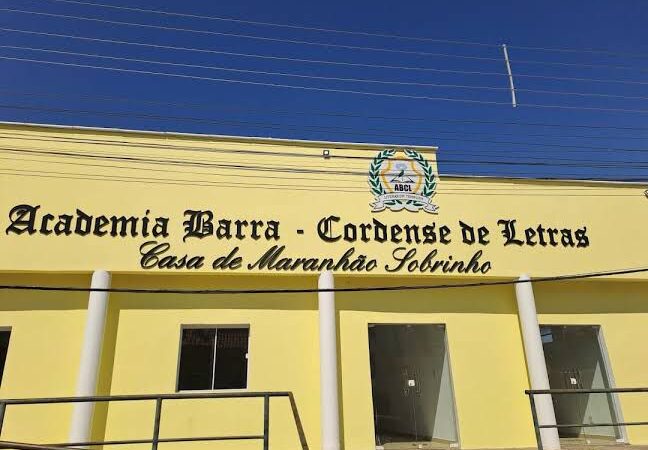 ABCL
Academia Barra - Cordense de Letras
Casa de Maranhão Sobrinho